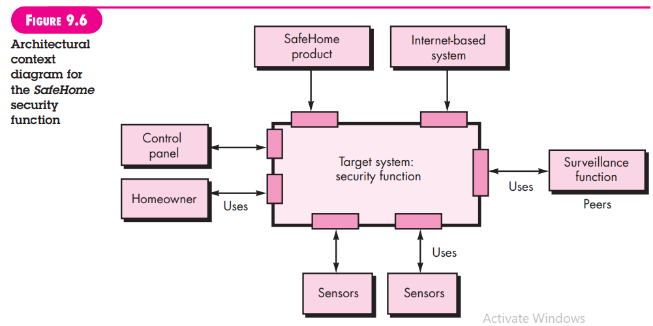 FIGURE 9.6
Architectural
context
diagram for
the SafeHome
security
function
SafeHome
product
Internet-based
system
Control
panel
Target system:
security function
Surveillance
function
Uses
Peers
Homeowner
Uses
Uses
Sensors
Sensors
Activate Windows